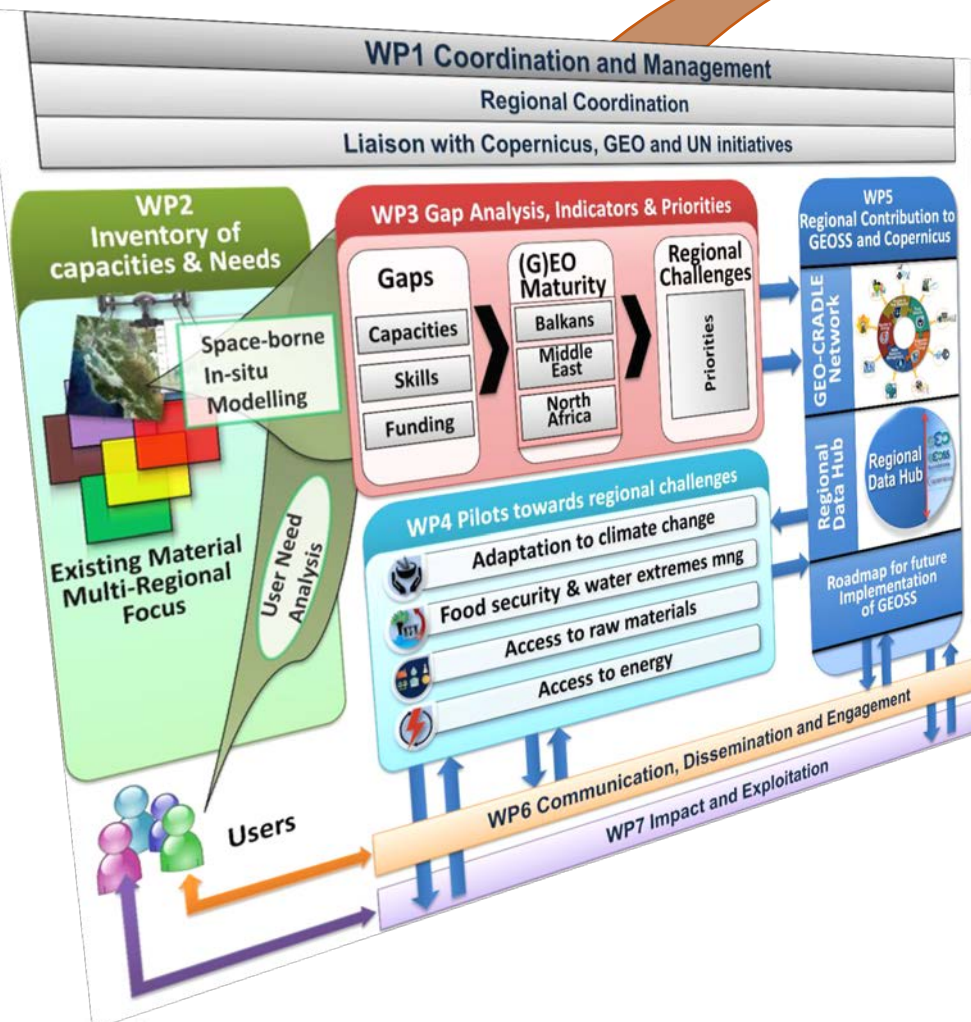 WP1 Coordination and Management
Regional Coordination
Liaison with Copernicus, GEO and UN initiatives
WP2
Inventory of
capacities & Needs
Space-borne
In-situ
Modelling
Existing Material
Multi-Regional
Focus
User Need
Analysis
Users
WP3 Gap Analysis, Indicators & Priorities
Gaps
Capacities
Skills
Funding
(G)EO
Maturity
Balkans
Middle
East
North
Africa
Regional
Challenges
Priorities
WP4 Pilots towards regional challenges
Adaptation to climate change
Food security & water extremes mng
Access to raw materials
Access to energy
WP5
Regional Contribution to
GEOSS and Copernicus
GEO-CRADLE
Network
Regional
Data Hub
Regional
Data Hub
Roadmap for future
Implementation
of GEOSS
WP6 Communication, Dissemination and Engagement
WP7 Impact and Exploitation